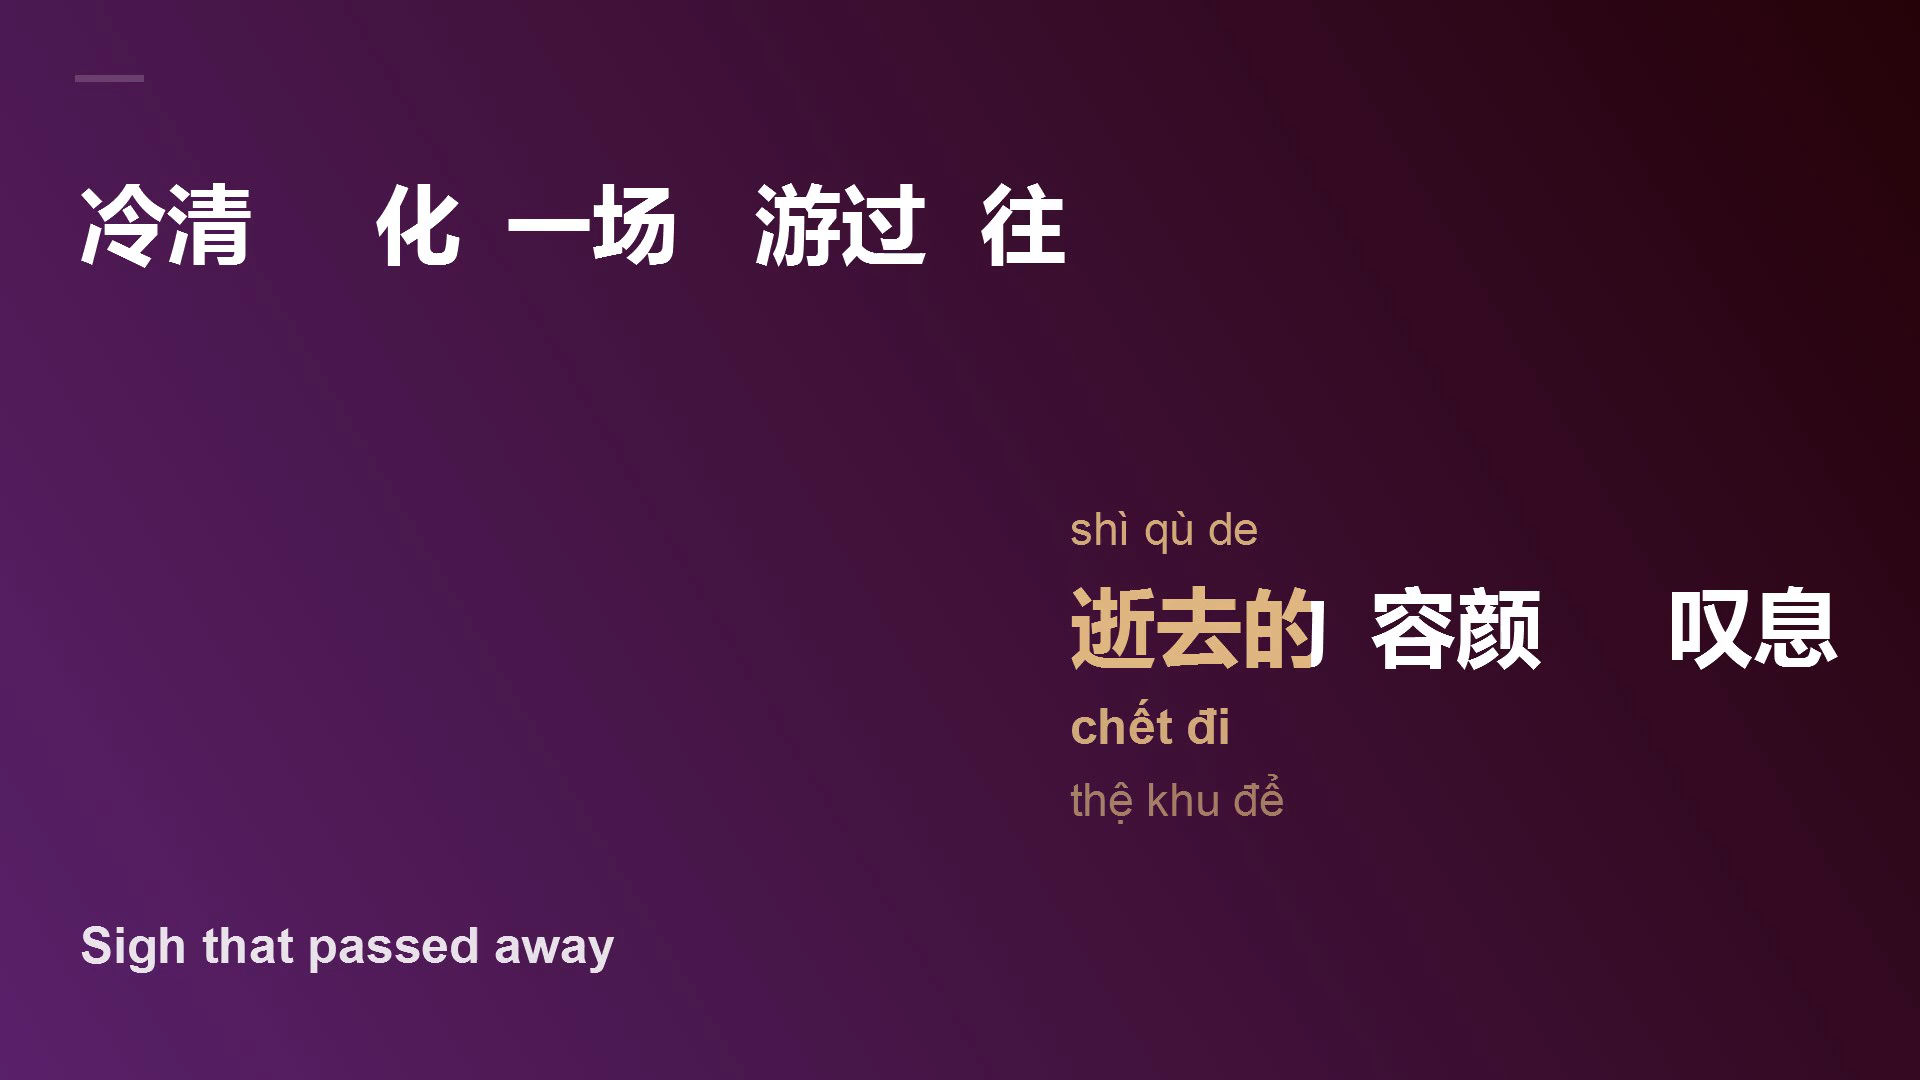 冷清 化 一场 游过 往
shì qù de
逝去的 容颜 叹息
chết đi
thệ khu để
Sigh that passed away